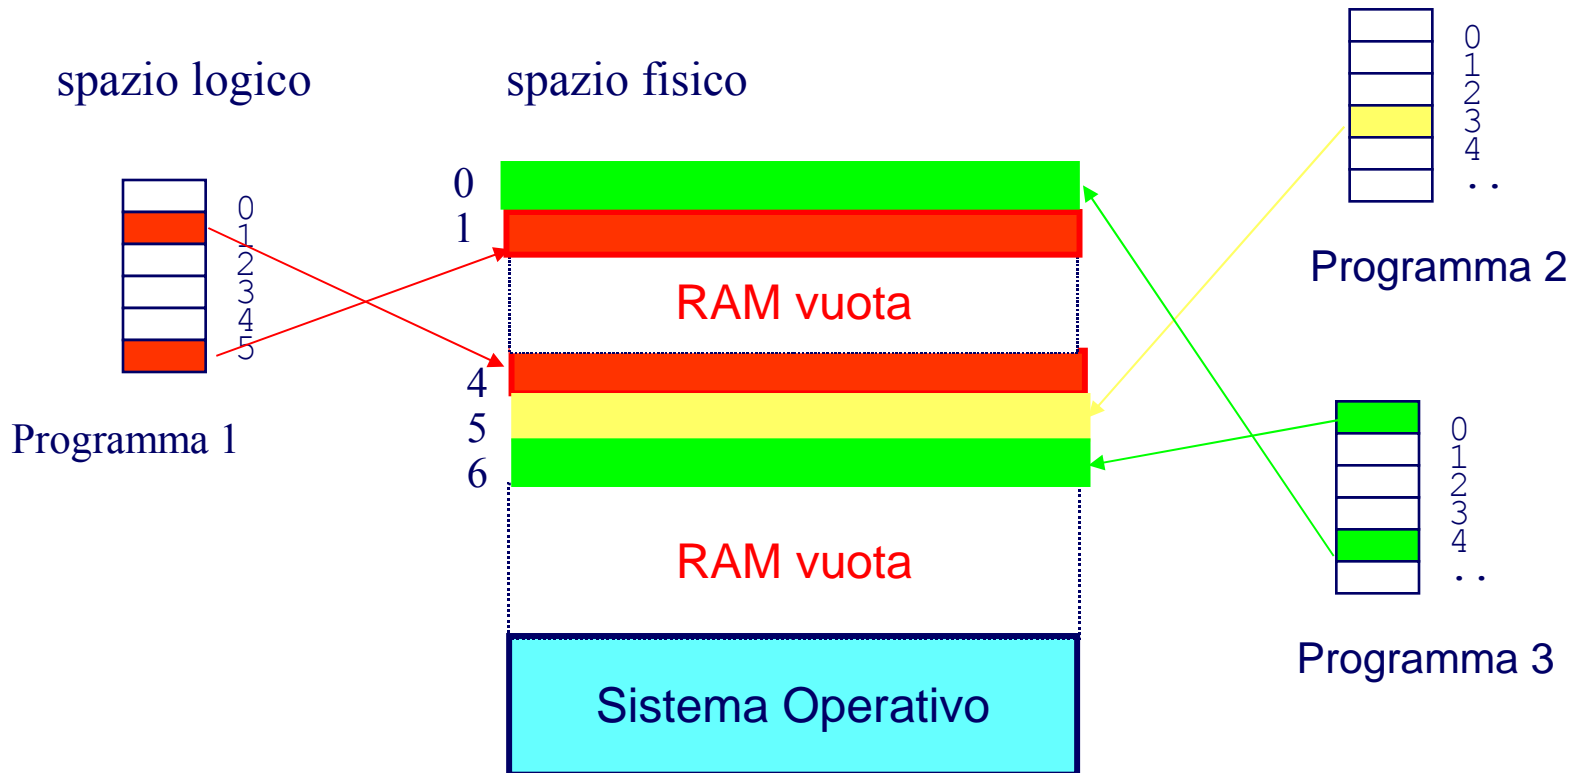 spazio logico
spazio fisico
0
1
2
3
4
5
Programma 1
0
1
RAM vuota
4
5
6
RAM vuota
Sistema Operativo
0
1
2
3
4
..
Programma 2
0
1
2
3
4
..
Programma 3